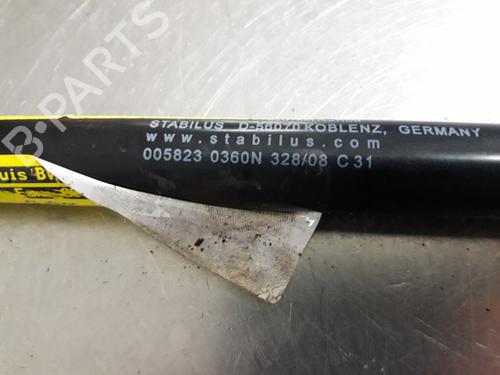 STABILUS D-56070 KOBLENZ, GERMANY
www.stabilus.com
005823 0360N 328/08 C31
B-Parts